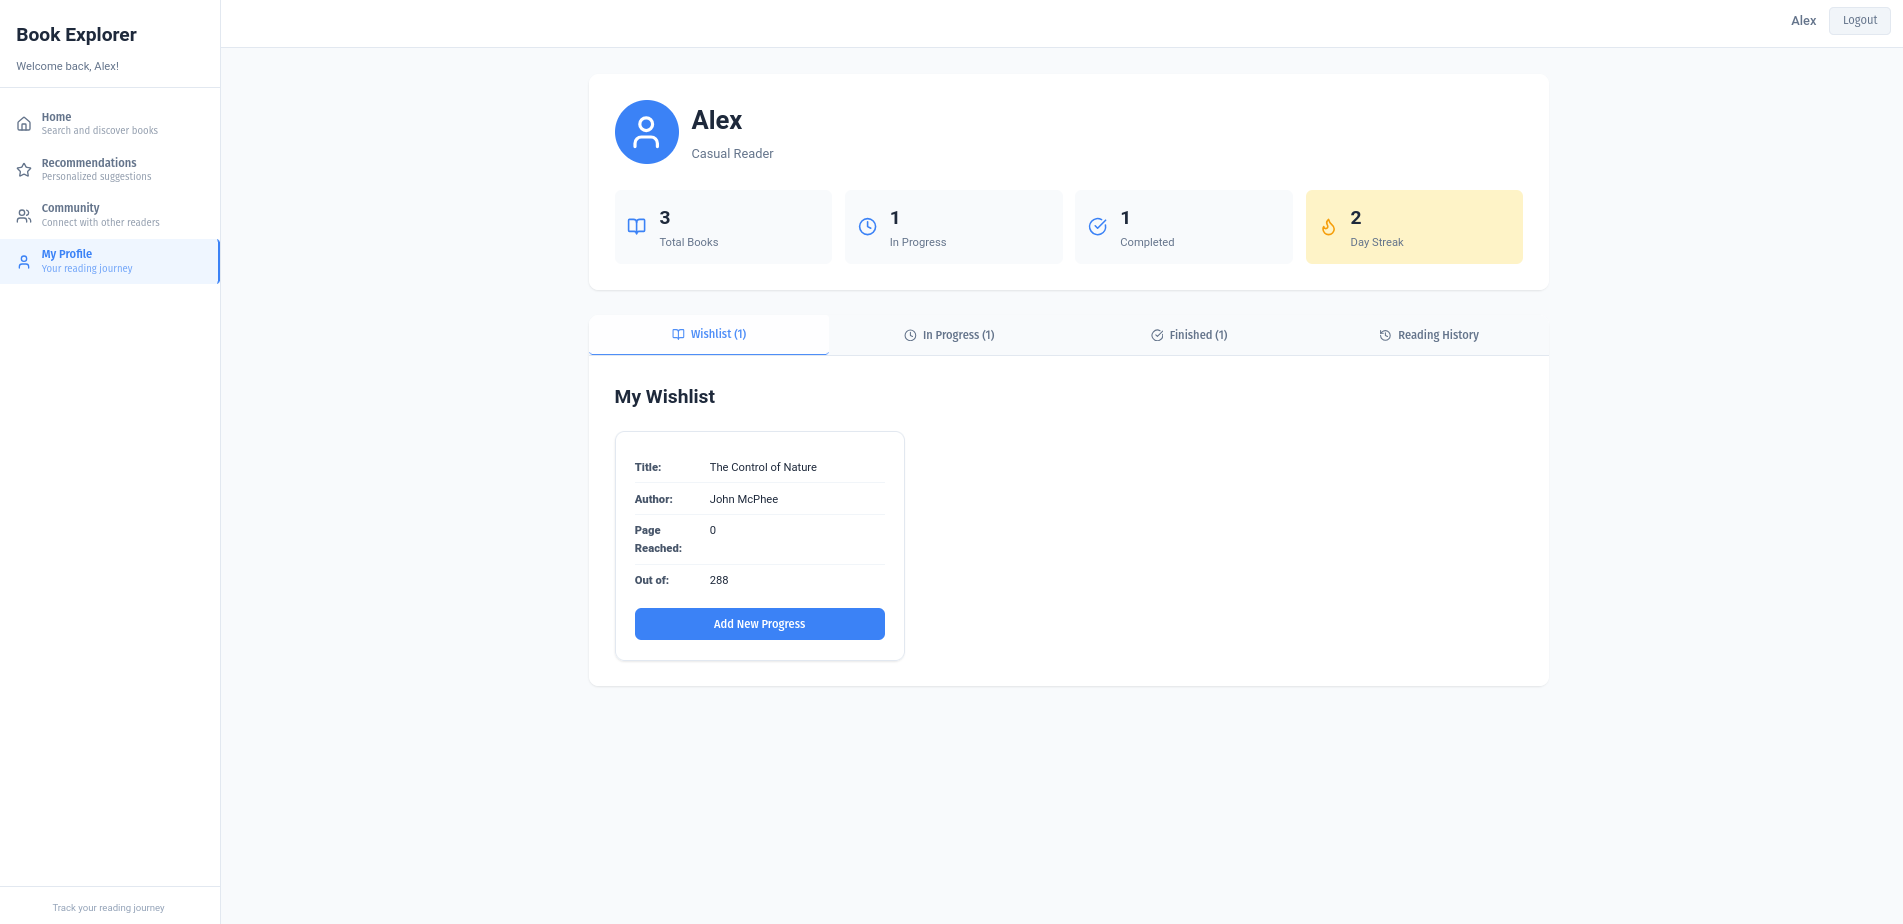 Book Explorer
Welcome back, Alex!
Home
Search and discover books
Recommendations
Personalized suggestions
Community
Connect with other readers
My Profile
Your reading journey
Track your reading journey
Alex
Logout
Alex
Casual Reader
3
Total Books
1
In Progress
1
Completed
2
Day Streak
Wishlist (1)
In Progress (1)
Finished (1)
Reading History
My Wishlist
Title: The Control of Nature
Author: John McPhee
Page 0
Reached:
Out of: 288
Add New Progress